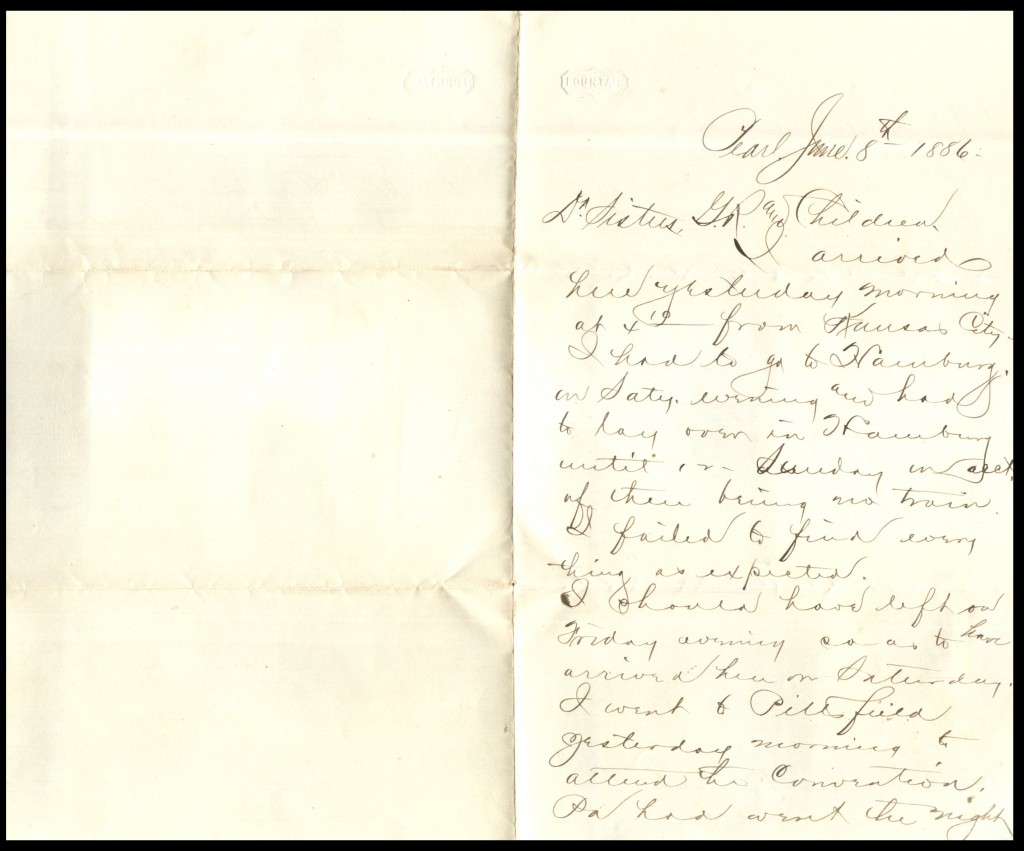 FOUNTAIN
Pearl June. 8th 1886.
Dr Sisters, G.R. and Children.
I arrived
here yesterday morning
at 4 from Kansas City.
I had to go to Hamburg.
on Saty. evening and had
to lay over in Hamburg
until Sunday on acct.
of there being no train.
I failed to find every
thing as expected.
I should have left on
Friday evening so as to have
arrived here on Saturday.
I went to Pittsfield
yesterday morning to
attend the Convention.
Pa had went the night